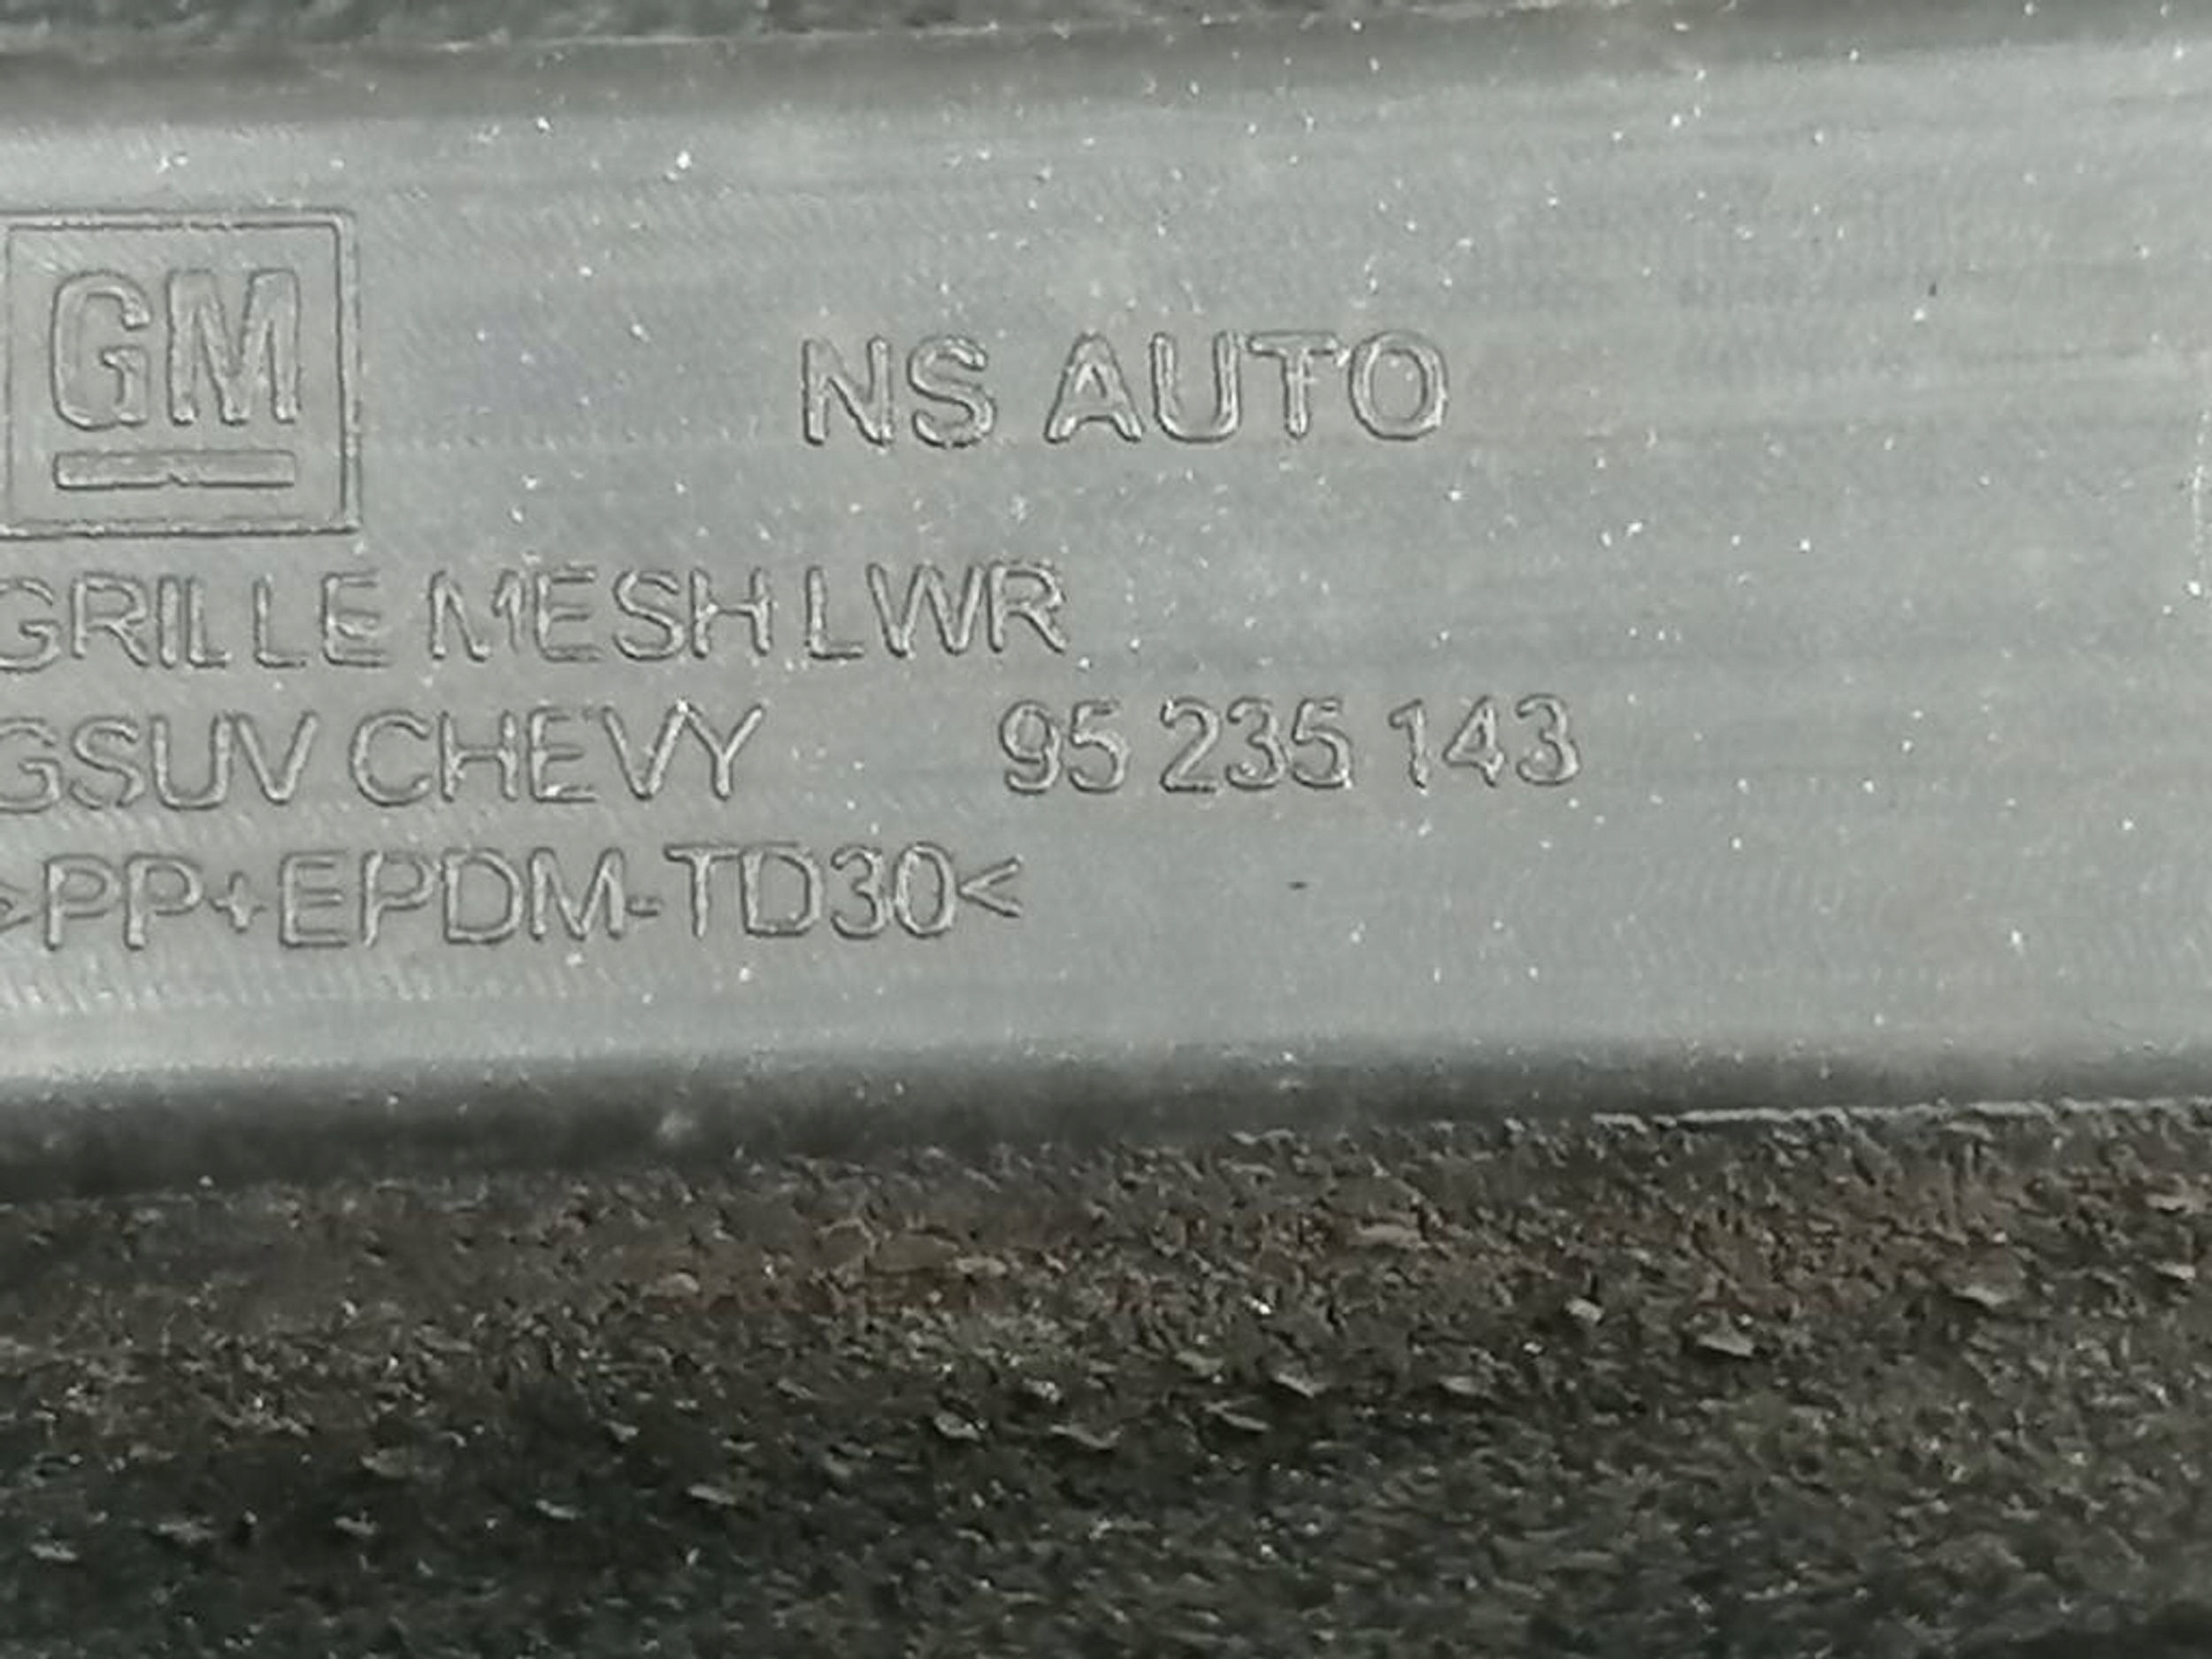 GM
NS AUTO
GRILLE MESH LWR
GSUV CHEVY 95 235 143
>PP+EPDM-TD30<